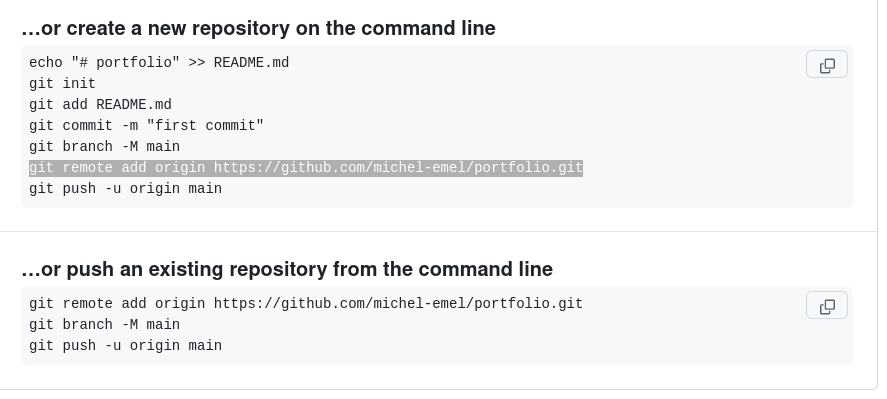 ...or create a new repository on the command line
echo "# portfolio" >> README.md
git init
git add README.md
git commit -m "first commit"
git branch -M main
git remote add origin https://github.com/michel-emel/portfolio.git
git push -u origin main
...or push an existing repository from the command line
git remote add origin https://github.com/michel-emel/portfolio.git
git branch -M main
git push -u origin main